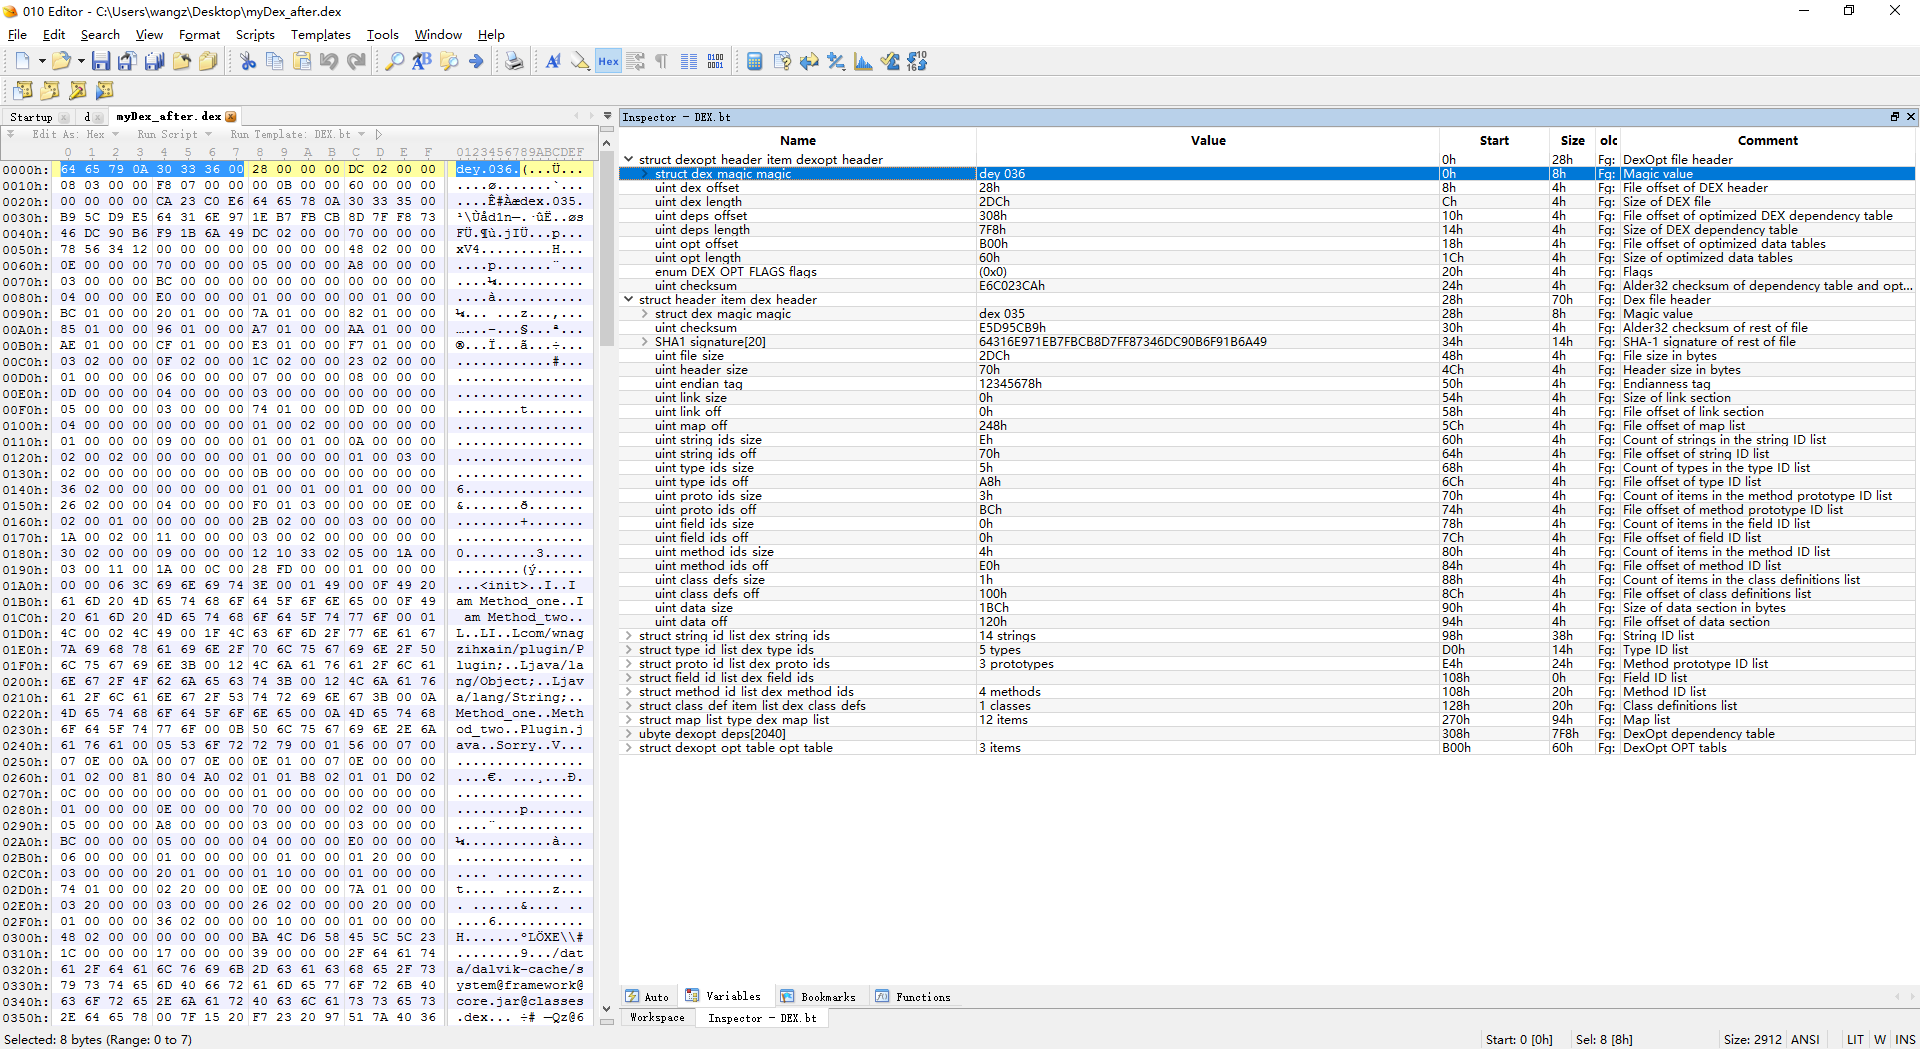 010 Editor - C:\Users\wangz\Desktop\myDex_after.dex
File Edit Search View Format Scripts Templates Tools Window Help
Startup d myDex_after.dex
Edit As: Hex Run Script Run Template: DEX.bt
0 1 2 3 4 5 6 7 8 9 A B C D E F 0123456789ABCDEF
0000h: 64 65 79 0A 30 33 36 00 28 00 00 00 DC 02 00 00 dey.036.(...Ü...
0010h: 08 03 00 00 F8 07 00 00 00 0B 00 00 60 00 00 00 ....ø.......`...
0020h: 00 00 00 00 CA 23 C0 E6 64 65 78 0A 30 33 35 00 ....Ê#Àædex.035.
0030h: B9 5C D9 E5 64 31 6E 97 1E B7 FB CB 8D 7F F8 73 ¹\Ùåd1n—.·ûË..øs
0040h: 46 DC 90 B6 F9 1B 6A 49 DC 02 00 00 70 00 00 00 FÜ.¶ù.jIÜ...p...
0050h: 78 56 34 12 00 00 00 00 00 00 00 00 48 02 00 00 xV4.........H...
0060h: 0E 00 00 00 70 00 00 00 05 00 00 00 A8 00 00 00 ....p.......¨...
0070h: 03 00 00 00 BC 00 00 00 00 00 00 00 00 00 00 00 ....¼...........
0080h: 04 00 00 00 E0 00 00 00 01 00 00 00 00 01 00 00 ....à...........
0090h: BC 01 00 00 20 01 00 00 7A 01 00 00 82 01 00 00 ¼... ...z...‚...
00A0h: 85 01 00 00 96 01 00 00 A7 01 00 00 AA 01 00 00 …...–...§...ª...
00B0h: AE 01 00 00 CF 01 00 00 E3 01 00 00 F7 01 00 00 ®...Ï...ã...÷...
00C0h: 03 02 00 00 0F 02 00 00 1C 02 00 00 23 02 00 00 ............#...
00D0h: 01 00 00 00 06 00 00 00 07 00 00 00 08 00 00 00 ................
00E0h: 0D 00 00 00 04 00 00 00 03 00 00 00 00 00 00 00 ................
00F0h: 05 00 00 00 03 00 00 00 74 01 00 00 0D 00 00 00 ........t.......
0100h: 04 00 00 00 00 00 00 00 01 00 02 00 00 00 00 00 ................
0110h: 01 00 00 00 09 00 00 00 01 00 01 00 0A 00 00 00 ................
0120h: 02 00 02 00 00 00 00 00 01 00 00 00 01 00 03 00 ................
0130h: 02 00 00 00 00 00 00 00 0B 00 00 00 00 00 00 00 ................
0140h: 36 02 00 00 00 00 00 00 01 00 01 00 01 00 00 00 6...............
0150h: 26 02 00 00 04 00 00 00 F0 01 03 00 00 00 0E 00 &.......ð.......
0160h: 02 00 01 00 00 00 00 00 2B 02 00 00 03 00 00 00 ........+.......
0170h: 1A 00 02 00 11 00 00 00 03 00 02 00 00 00 00 00 ................
0180h: 30 02 00 00 09 00 00 00 12 10 33 02 05 00 1A 00 0.........3.....
0190h: 03 00 11 00 1A 00 0C 00 28 FD 00 00 01 00 00 00 ........(ý......
01A0h: 00 00 06 3C 69 6E 69 74 3E 00 01 49 00 0F 49 20 ...<init>..I..I
01B0h: 61 6D 20 4D 65 74 68 6F 64 5F 6F 6E 65 00 0F 49 am Method_one..I
01C0h: 20 61 6D 20 4D 65 74 68 6F 64 5F 74 77 6F 00 01 am Method_two..
01D0h: 4C 00 02 4C 49 00 1F 4C 63 6F 6D 2F 77 6E 61 67 L..LI..Lcom/wnag
01E0h: 7A 69 68 78 61 69 6E 2F 70 6C 75 67 69 6E 2F 50 zihxain/plugin/P
01F0h: 6C 75 67 69 6E 3B 00 12 4C 6A 61 76 61 2F 6C 61 lugin;..Ljava/la
0200h: 6E 67 2F 4F 62 6A 65 63 74 3B 00 12 4C 6A 61 76 ng/Object;..Ljav
0210h: 61 2F 6C 61 6E 67 2F 53 74 72 69 6E 67 3B 00 0A a/lang/String;..
0220h: 4D 65 74 68 6F 64 5F 6F 6E 65 00 0A 4D 65 74 68 Method_one..Meth
0230h: 6F 64 5F 74 77 6F 00 0B 50 6C 75 67 69 6E 2E 6A od_two..Plugin.j
0240h: 61 76 61 00 05 53 6F 72 72 79 00 01 56 00 07 00 ava..Sorry..V...
0250h: 07 0E 00 0A 00 07 0E 00 0E 01 00 07 0E 00 00 00 ................
0260h: 01 02 00 81 80 04 A0 02 01 01 B8 02 01 01 D0 02 ....€. ...¸...Ð.
0270h: 0C 00 00 00 00 00 00 00 01 00 00 00 00 00 00 00 ................
0280h: 01 00 00 00 0E 00 00 00 70 00 00 00 02 00 00 00 ........p.......
0290h: 05 00 00 00 A8 00 00 00 03 00 00 00 03 00 00 00 ....¨...........
02A0h: BC 00 00 00 05 00 00 00 04 00 00 00 E0 00 00 00 ¼...........à...
02B0h: 06 00 00 00 01 00 00 00 00 01 00 00 01 20 00 00 ............. ..
02C0h: 03 00 00 00 20 01 00 00 01 10 00 00 01 00 00 00 .... ...........
02D0h: 74 01 00 00 02 20 00 00 0E 00 00 00 7A 01 00 00 t.... ......z...
02E0h: 03 20 00 00 03 00 00 00 26 02 00 00 00 20 00 00 . ......&.... ..
02F0h: 01 00 00 00 36 02 00 00 00 10 00 00 01 00 00 00 ....6...........
0300h: 48 02 00 00 00 00 00 00 BA 4C D6 58 45 5C 5C 23 H.......ºLÖXE\\#
0310h: 1C 00 00 00 17 00 00 00 39 00 00 00 2F 64 61 74 ........9.../dat
0320h: 61 2F 64 61 6C 76 69 6B 2D 63 61 63 68 65 2F 73 a/dalvik-cache/s
0330h: 79 73 74 65 6D 40 66 72 61 6D 65 77 6F 72 6B 40 ystem@framework@
0340h: 63 6F 72 65 2E 6A 61 72 40 63 6C 61 73 73 65 73 core.jar@classes
0350h: 2E 64 65 78 00 7F 15 20 F7 23 20 97 51 7A 40 36 .dex... ÷# —Qz@6
Inspector - DEX.bt
Name Value Start Size olc Comment
struct dexopt header item dexopt header 0h 28h Fg: DexOpt file header
struct dex magic magic dey 036 0h 8h Fg: Magic value
uint dex offset 28h 8h 4h Fg: File offset of DEX header
uint dex length 2DCh Ch 4h Fg: Size of DEX file
uint deps offset 308h 10h 4h Fg: File offset of optimized DEX dependency table
uint deps length 7F8h 14h 4h Fg: Size of DEX dependency table
uint opt offset B00h 18h 4h Fg: File offset of optimized data tables
uint opt length 60h 1Ch 4h Fg: Size of optimized data tables
enum DEX OPT FLAGS flags (0x0) 20h 4h Fg: Flags
uint checksum E6C023CAh 24h 4h Fg: Alder32 checksum of dependency table and opt...
struct header item dex header 28h 70h Fg: Dex file header
struct dex magic magic dex 035 28h 8h Fg: Magic value
uint checksum E5D95CB9h 30h 4h Fg: Alder32 checksum of rest of file
SHA1 signature[20] 64316E971EB7FBCB8D7FF87346DC90B6F91B6A49 34h 14h Fg: SHA-1 signature of rest of file
uint file size 2DCh 48h 4h Fg: File size in bytes
uint header size 70h 4Ch 4h Fg: Header size in bytes
uint endian tag 12345678h 50h 4h Fg: Endianness tag
uint link size 0h 54h 4h Fg: Size of link section
uint link off 0h 58h 4h Fg: File offset of link section
uint map off 248h 5Ch 4h Fg: File offset of map list
uint string ids size Eh 60h 4h Fg: Count of strings in the string ID list
uint string ids off 70h 64h 4h Fg: File offset of string ID list
uint type ids size 5h 68h 4h Fg: Count of types in the type ID list
uint type ids off A8h 6Ch 4h Fg: File offset of type ID list
uint proto ids size 3h 70h 4h Fg: Count of items in the method prototype ID list
uint proto ids off BCh 74h 4h Fg: File offset of method prototype ID list
uint field ids size 0h 78h 4h Fg: Count of items in the field ID list
uint field ids off 0h 7Ch 4h Fg: File offset of field ID list
uint method ids size 4h 80h 4h Fg: Count of items in the method ID list
uint method ids off E0h 84h 4h Fg: File offset of method ID list
uint class defs size 1h 88h 4h Fg: Count of items in the class definitions list
uint class defs off 100h 8Ch 4h Fg: File offset of class definitions list
uint data size 1BCh 90h 4h Fg: Size of data section in bytes
uint data off 120h 94h 4h Fg: File offset of data section
struct string id list dex string ids 14 strings 98h 38h Fg: String ID list
struct type id list dex type ids 5 types D0h 14h Fg: Type ID list
struct proto id list dex proto ids 3 prototypes E4h 24h Fg: Method prototype ID list
struct field id list dex field ids 108h 0h Fg: Field ID list
struct method id list dex method ids 4 methods 108h 20h Fg: Method ID list
struct class def item list dex class defs 1 classes 128h 20h Fg: Class definitions list
struct map list type dex map list 12 items 270h 94h Fg: Map list
ubyte dexopt deps[2040] 308h 7F8h Fg: DexOpt dependency table
struct dexopt opt table opt table 3 items B00h 60h Fg: DexOpt OPT tabls
Auto Variables Bookmarks Functions
Workspace Inspector - DEX.bt
Selected: 8 bytes (Range: 0 to 7) Start: 0 [0h] Sel: 8 [8h] Size: 2912 ANSI LIT W INS